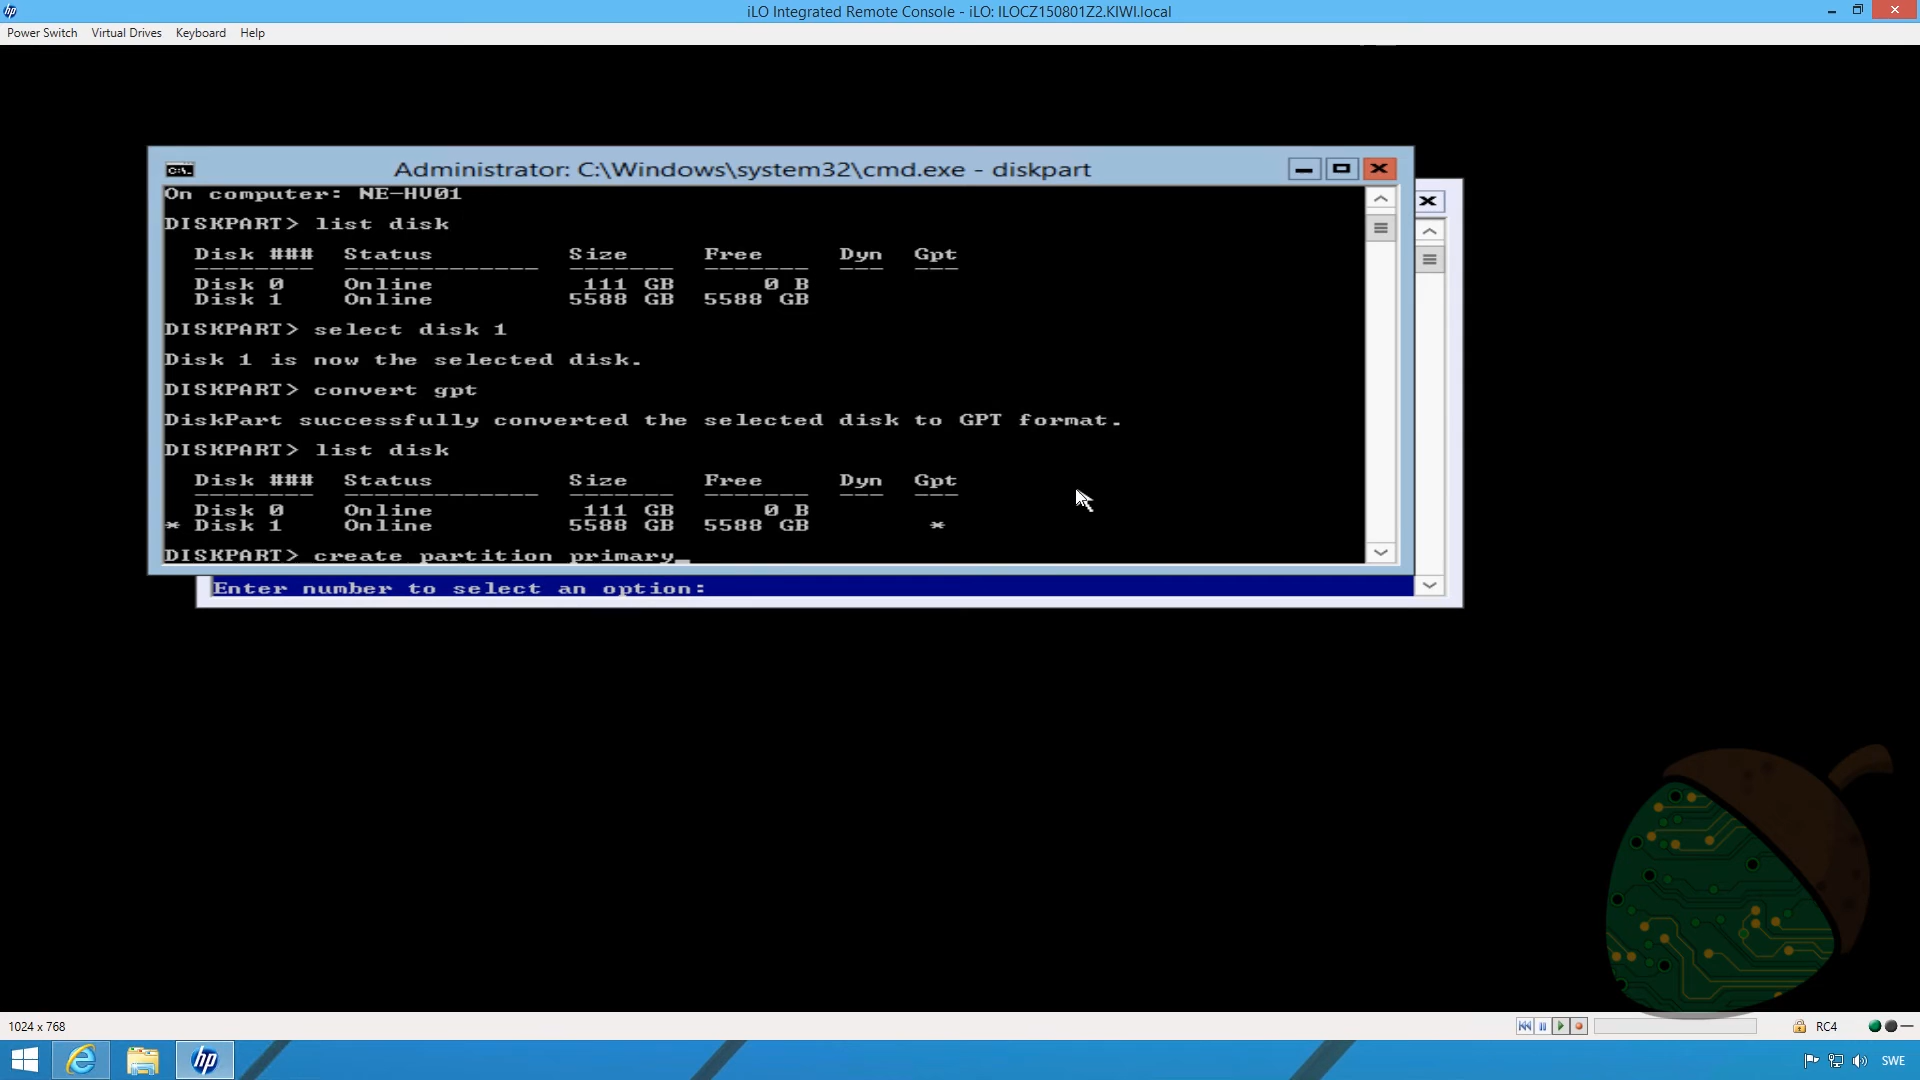 iLO Integrated Remote Console - iLO: ILOCZ150801Z2.KIWI.local
Power Switch Virtual Drives Keyboard Help
Administrator: C:\Windows\system32\cmd.exe - diskpart
On computer: NE-HV01
DISKPART> list disk
Disk ### Status Size Free Dyn Gpt
-------- ------------- ------- ------- --- ---
Disk 0 Online 111 GB 0 B
Disk 1 Online 5588 GB 5588 GB
DISKPART> select disk 1
Disk 1 is now the selected disk.
DISKPART> convert gpt
DiskPart successfully converted the selected disk to GPT format.
DISKPART> list disk
Disk ### Status Size Free Dyn Gpt
-------- ------------- ------- ------- --- ---
Disk 0 Online 111 GB 0 B
* Disk 1 Online 5588 GB 5588 GB *
DISKPART> create partition primary_
Enter number to select an option:
1024 x 768
RC4
hp
SWE